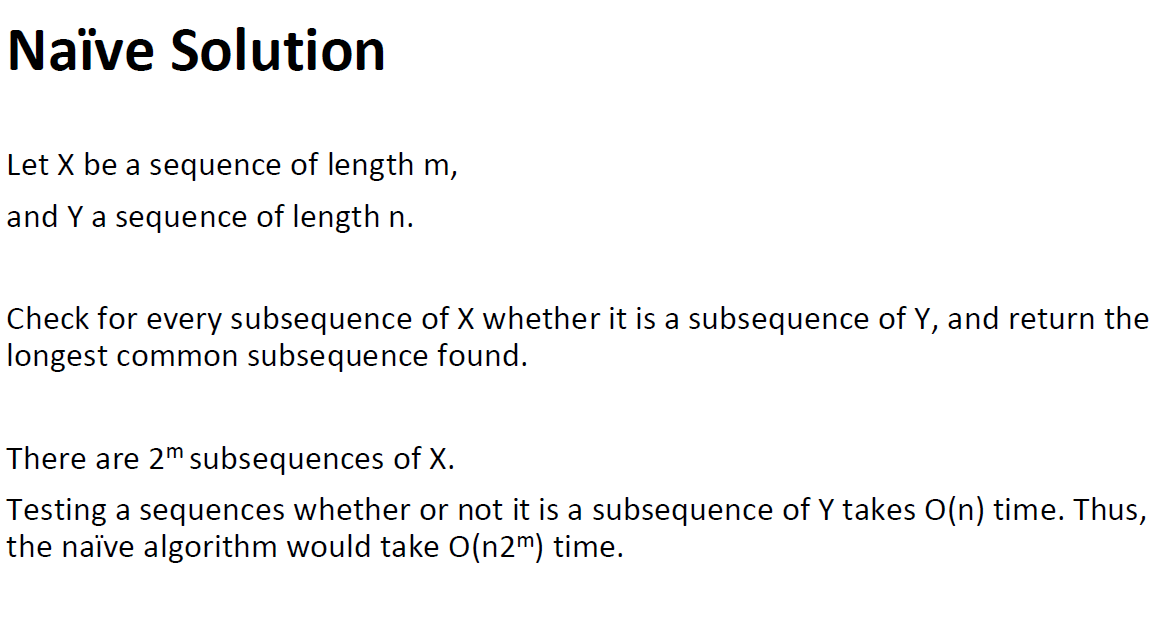 Naïve Solution
Let X be a sequence of length m,
and Y a sequence of length n.
Check for every subsequence of X whether it is a subsequence of Y, and return the
longest common subsequence found.
There are 2ᵐ subsequences of X.
Testing a sequences whether or not it is a subsequence of Y takes O(n) time. Thus,
the naïve algorithm would take O(n2ᵐ) time.